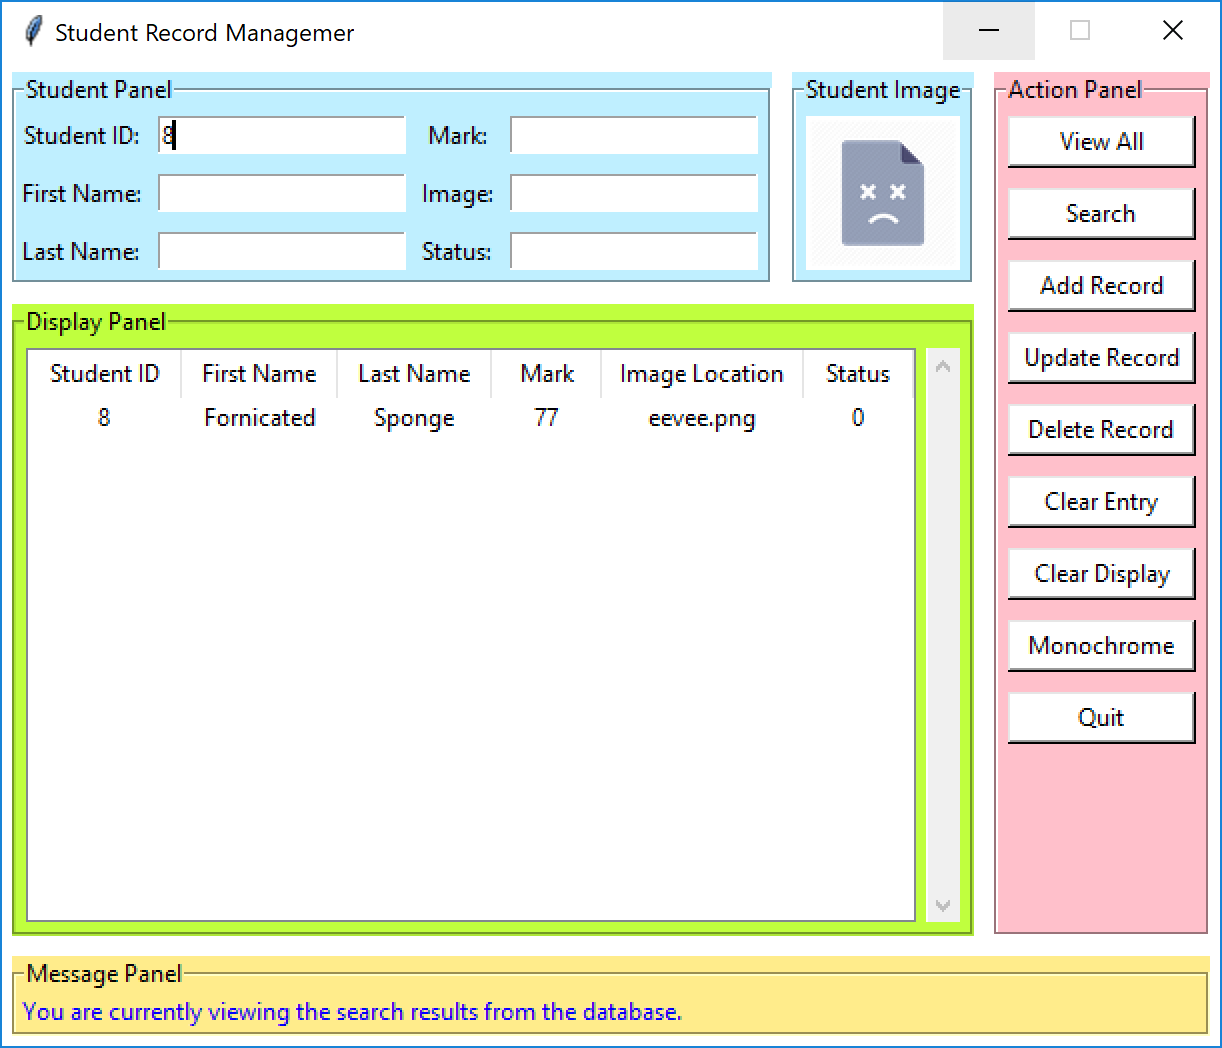 Student Record Managemer
Student Panel
Student ID: 8 Mark:
First Name: Image:
Last Name: Status:
Student Image
Action Panel
View All
Search
Add Record
Update Record
Delete Record
Clear Entry
Clear Display
Monochrome
Quit
Display Panel
Student ID First Name Last Name Mark Image Location Status
8 Fornicated Sponge 77 eevee.png 0
Message Panel
You are currently viewing the search results from the database.